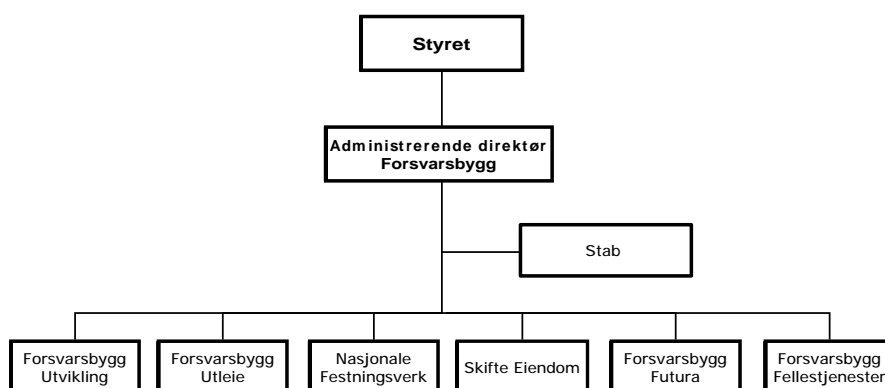 Styret
Administrerende direktør
Forsvarsbygg
Stab
Forsvarsbygg
Utvikling
Forsvarsbygg
Utleie
Nasjonale
Festningsverk
Skifte Eiendom
Forsvarsbygg
Futura
Forsvarsbygg
Fellestjenester